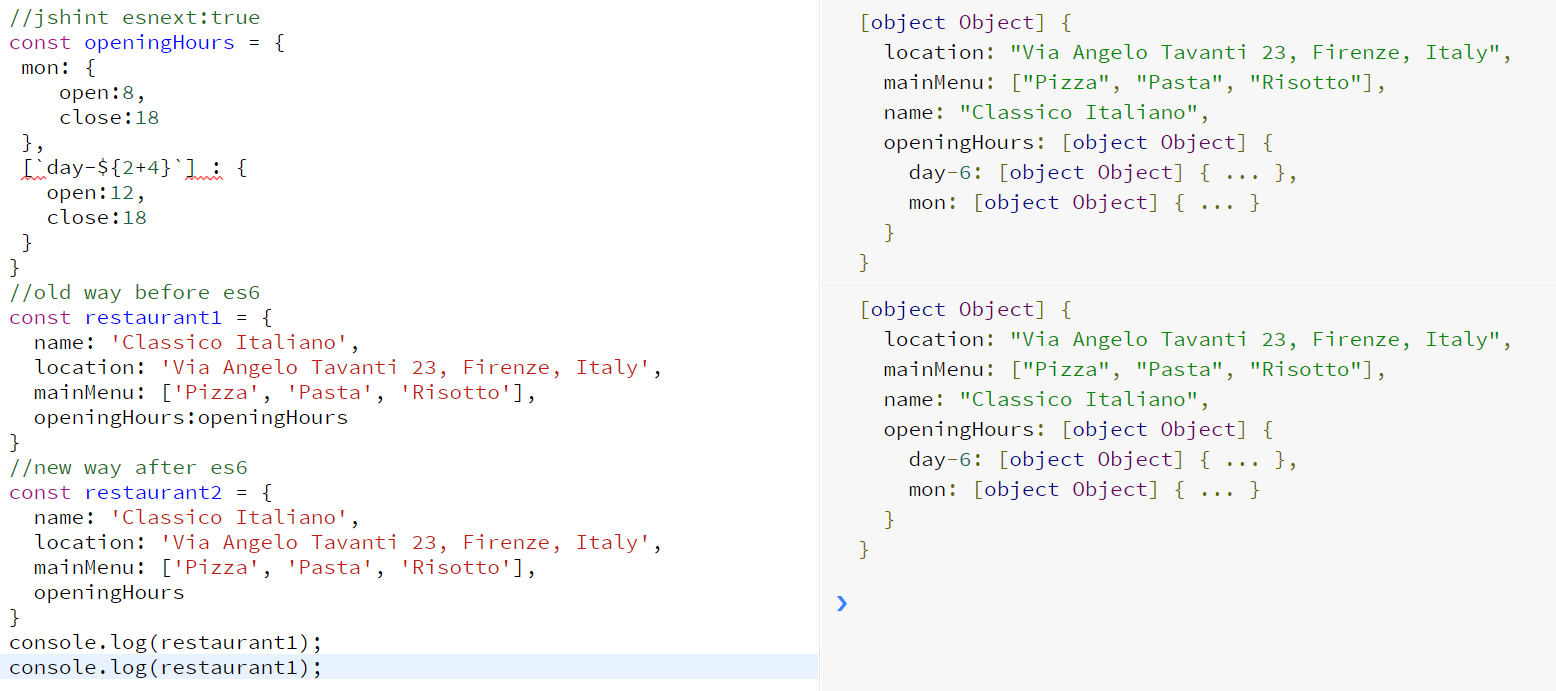 //jshint esnext:true
const openingHours = {
 mon: {
    open:8,
    close:18
 },
 [`day-${2+4}`] : {
   open:12,
   close:18
 }
}
//old way before es6
const restaurant1 = {
  name: 'Classico Italiano',
  location: 'Via Angelo Tavanti 23, Firenze, Italy',
  mainMenu: ['Pizza', 'Pasta', 'Risotto'],
  openingHours:openingHours
}
//new way after es6
const restaurant2 = {
  name: 'Classico Italiano',
  location: 'Via Angelo Tavanti 23, Firenze, Italy',
  mainMenu: ['Pizza', 'Pasta', 'Risotto'],
  openingHours
}
console.log(restaurant1);
console.log(restaurant1);
[object Object] {
  location: "Via Angelo Tavanti 23, Firenze, Italy",
  mainMenu: ["Pizza", "Pasta", "Risotto"],
  name: "Classico Italiano",
  openingHours: [object Object] {
    day-6: [object Object] { ... },
    mon: [object Object] { ... }
  }
}
[object Object] {
  location: "Via Angelo Tavanti 23, Firenze, Italy",
  mainMenu: ["Pizza", "Pasta", "Risotto"],
  name: "Classico Italiano",
  openingHours: [object Object] {
    day-6: [object Object] { ... },
    mon: [object Object] { ... }
  }
}
❯